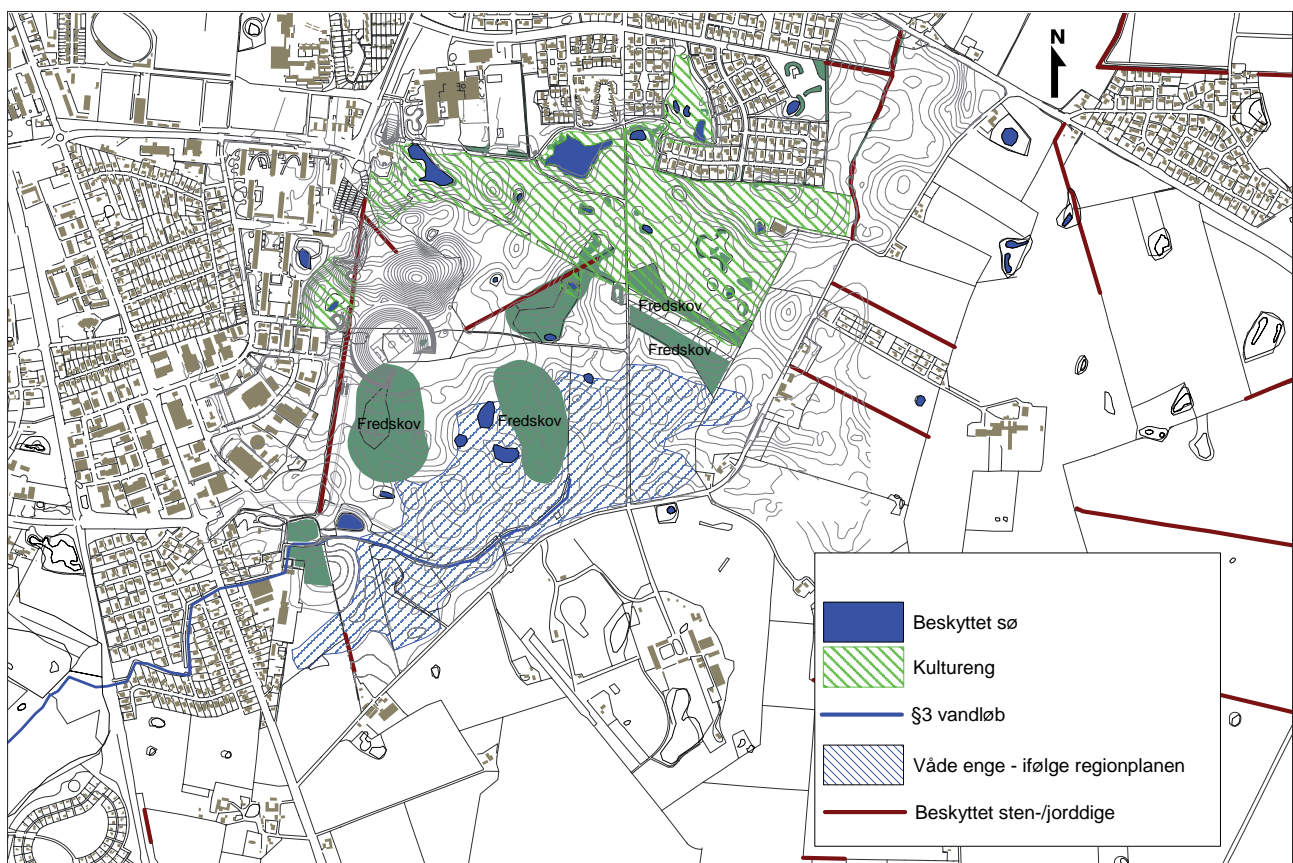 N
Fredskov
Fredskov
Fredskov
Fredskov
Beskyttet sø
Kultureng
§3 vandløb
Våde enge - ifølge regionplanen
Beskyttet sten-/jorddige